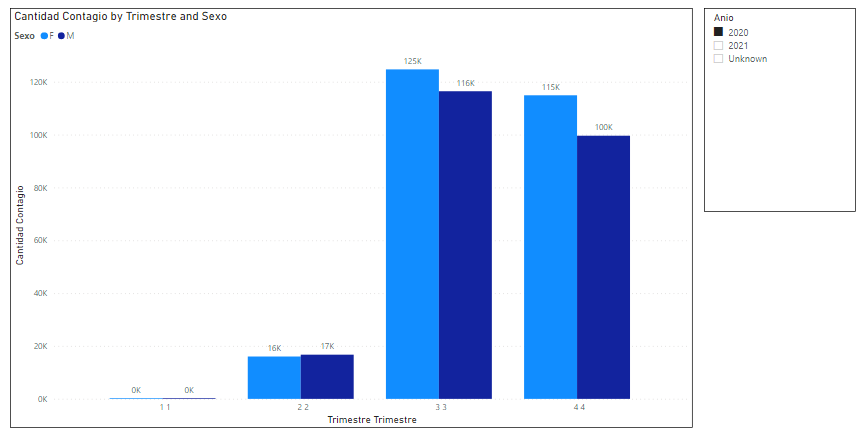 Cantidad Contagio by Trimestre and Sexo
Sexo F M
125K
116K
115K
100K
16K
17K
0K
0K
120K
100K
80K
60K
40K
20K
0K
Cantidad Contagio
1 1
2 2
3 3
4 4
Trimestre Trimestre
Anio
2020
2021
Unknown